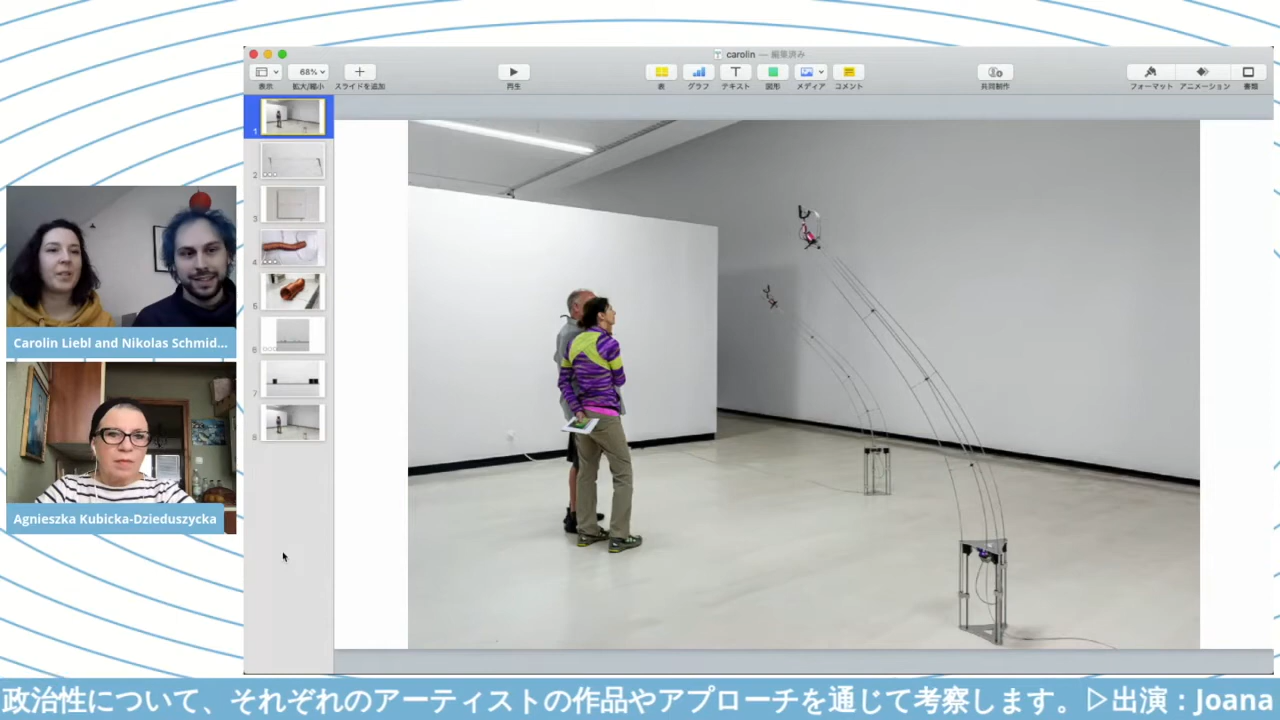 carolin — 編集済み
68%
表示
拡大/縮小
スライドを追加
再生
表
グラフ
テキスト
図形
メディア
コメント
共同制作
フォーマット
アニメーション
書類
1
2
3
4
5
6
7
8
Carolin Liebl and Nikolas Schmid...
Agnieszka Kubicka-Dzieduszycka
政治性について、それぞれのアーティストの作品やアプローチを通じて考察します。▷出演：Joana